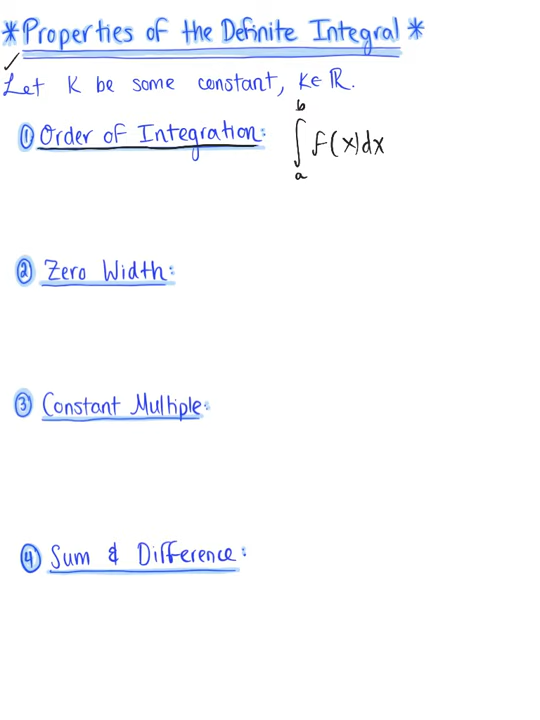 *Properties of the Definite Integral*
Let K be some constant, K∈ℝ.
① Order of Integration: ∫ₐᵇ f(x)dx
② Zero Width:
③ Constant Multiple:
④ Sum & Difference: